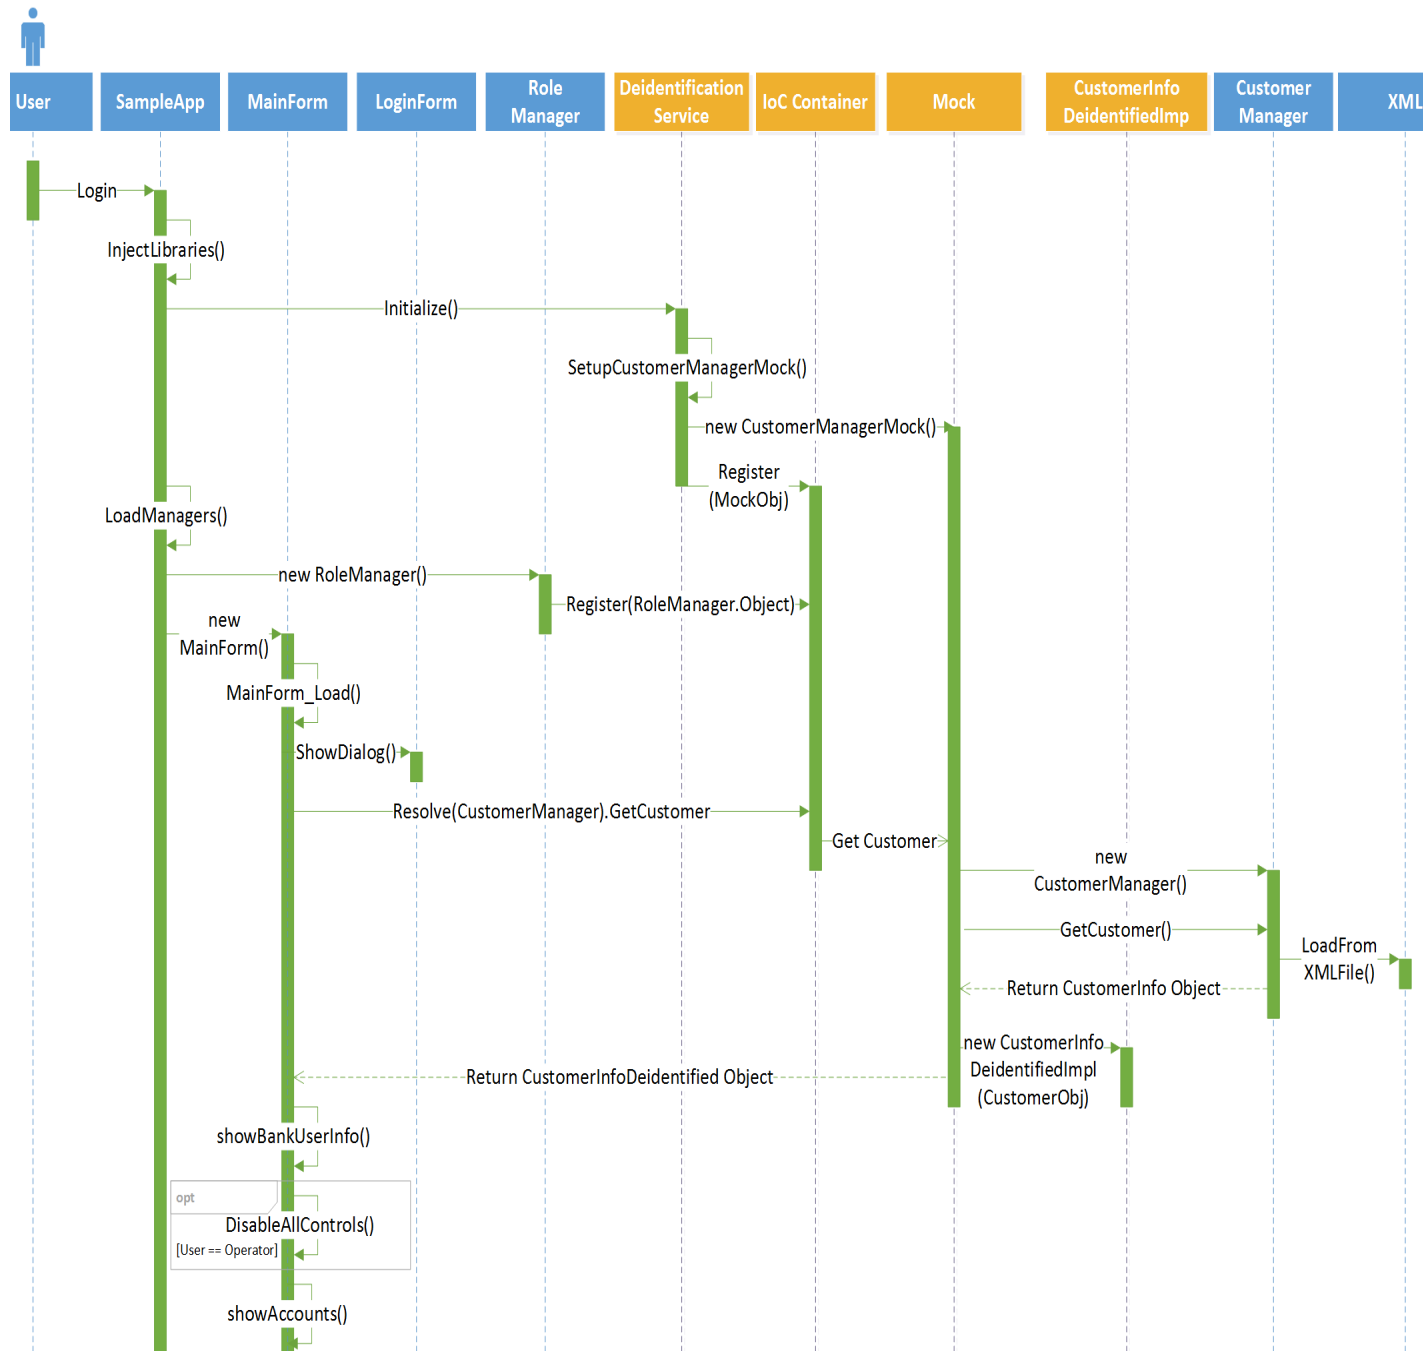 User
SampleApp
MainForm
LoginForm
Role
Manager
Deidentification
Service
IoC Container
Mock
CustomerInfo
DeidentifiedImp
Customer
Manager
XML
Login
InjectLibraries()
Initialize()
SetupCustomerManagerMock()
new CustomerManagerMock()
Register
(MockObj)
LoadManagers()
new RoleManager()
Register(RoleManager.Object)
new
MainForm()
MainForm_Load()
ShowDialog()
Resolve(CustomerManager).GetCustomer
Get Customer
new
CustomerManager()
GetCustomer()
LoadFrom
XMLFile()
Return CustomerInfo Object
new CustomerInfo
DeidentifiedImpl
(CustomerObj)
Return CustomerInfoDeidentified Object
showBankUserInfo()
opt
DisableAllControls()
[User == Operator]
showAccounts()